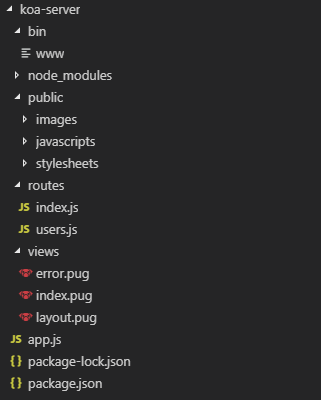 koa-server
bin
www
node_modules
public
images
javascripts
stylesheets
routes
JS index.js
JS users.js
views
error.pug
index.pug
layout.pug
JS app.js
{} package-lock.json
{} package.json